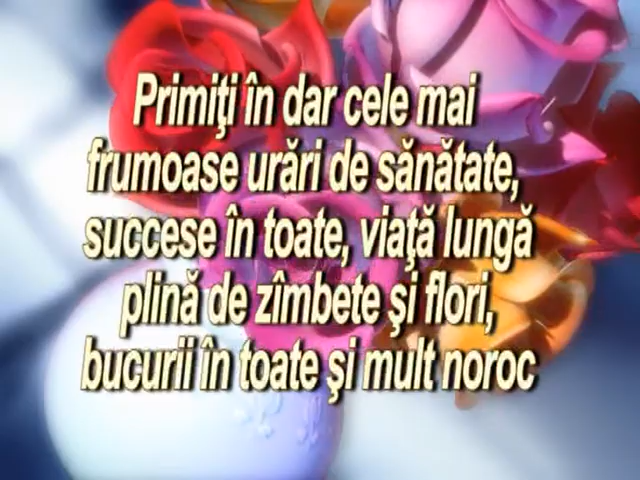 Primiţi în dar cele mai
frumoase urări de sănătate,
succese în toate, viaţă lungă
plină de zîmbete şi flori,
bucurii în toate şi mult noroc